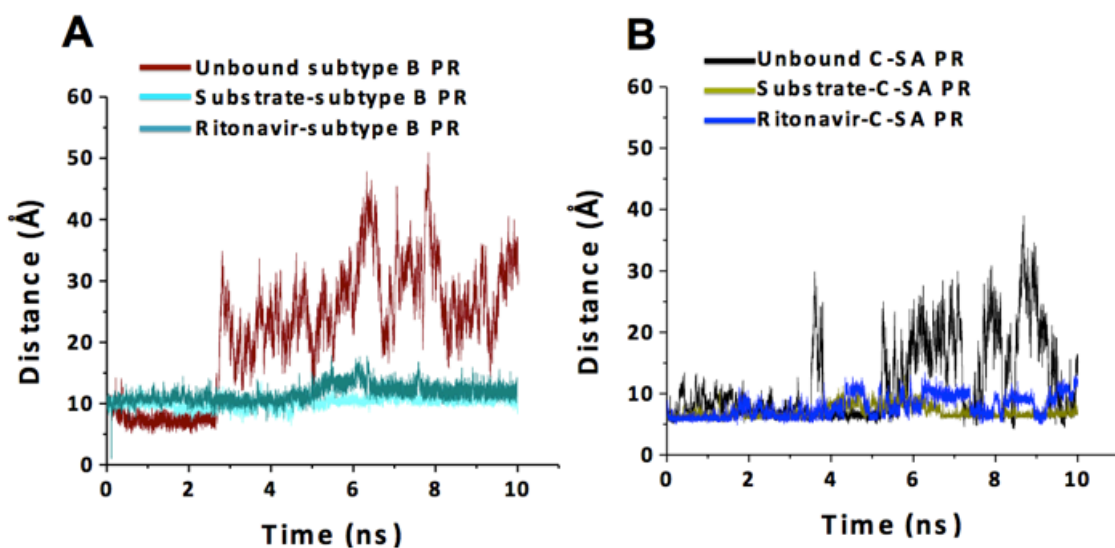 A
Unbound subtype B PR
Substrate-subtype B PR
Ritonavir-subtype B PR
60
50
40
30
20
10
0
Distance (Å)
0 2 4 6 8 10
Time (ns)
B
Unbound C-SA PR
Substrate-C-SA PR
Ritonavir-C-SA PR
60
50
40
30
20
10
0
Distance (Å)
0 2 4 6 8 10
Time (ns)